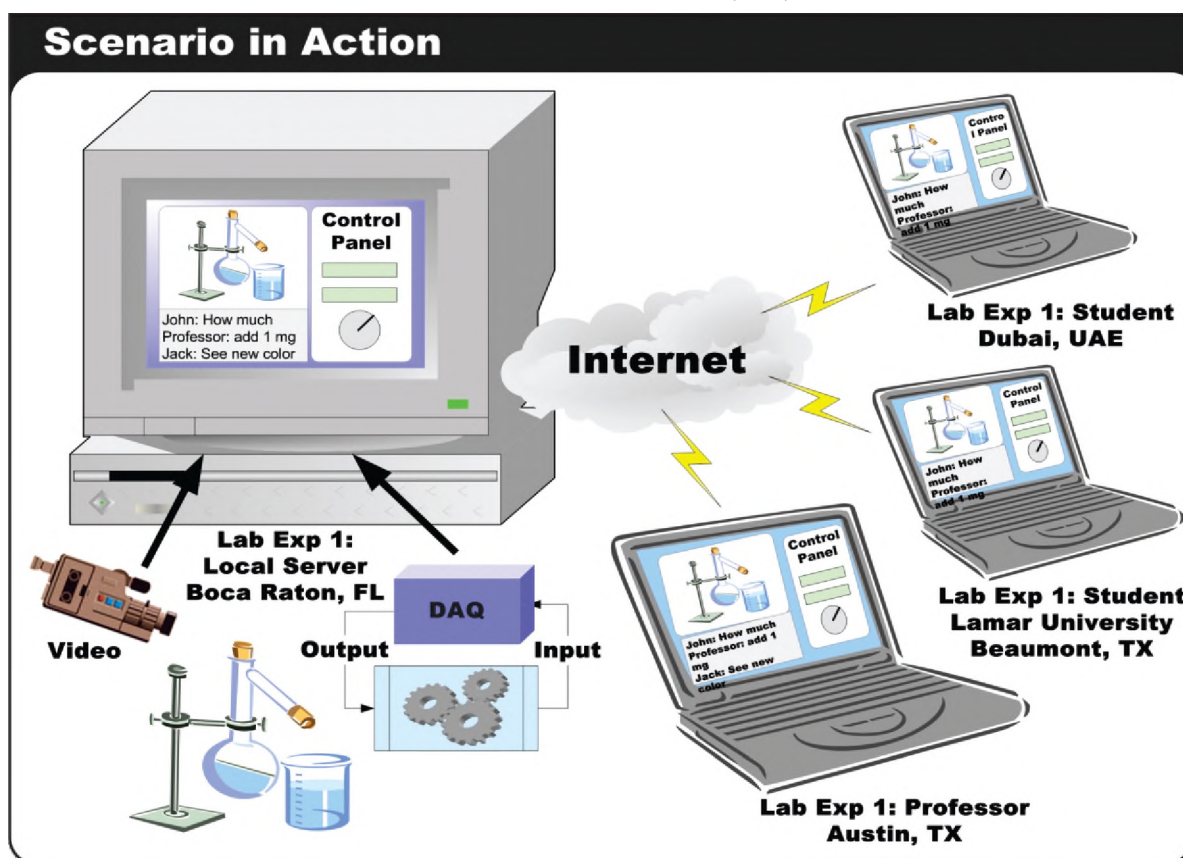 Scenario in Action
Control
Panel
John: How much
Professor: add 1 mg
Jack: See new color
Internet
Contro
l Panel
John: How
much
Professor:
add 1 mg
Lab Exp 1: Student
Dubai, UAE
Control
Panel
John: How
much
Professor:
add 1 mg
Lab Exp 1: Student
Lamar University
Beaumont, TX
Control
Panel
John: How much
Professor: add 1
mg
Jack: See new
color
Lab Exp 1: Professor
Austin, TX
Lab Exp 1:
Local Server
Boca Raton, FL
Video
DAQ
Output
Input